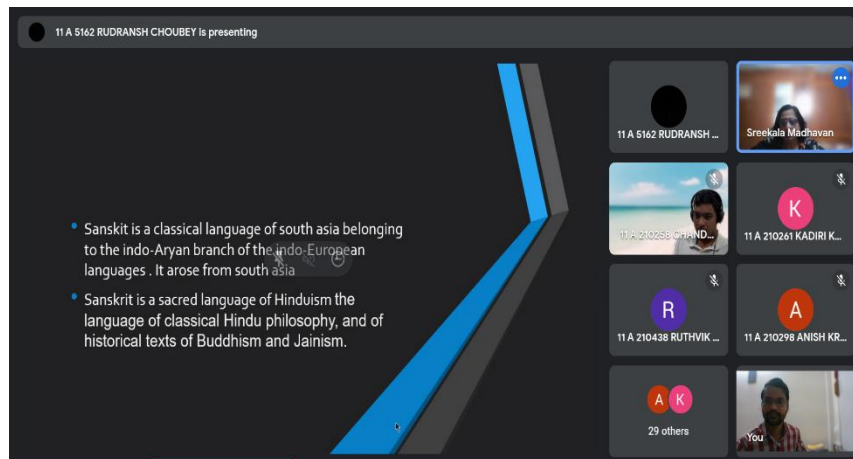 11 A 5162 RUDRANSH CHOUBEY is presenting
• Sanskit is a classical language of south asia belonging
to the indo-Aryan branch of the indo-European
languages . It arose from south asia
• Sanskrit is a sacred language of Hinduism the
language of classical Hindu philosophy, and of
historical texts of Buddhism and Jainism.
11 A 5162 RUDRANSH ...
Sreekala Madhavan
11 A 210258 CHAND...
K
11 A 210261 KADIRI K...
R
11 A 210438 RUTHVIK ...
A
11 A 210298 ANISH KR...
A K
29 others
You